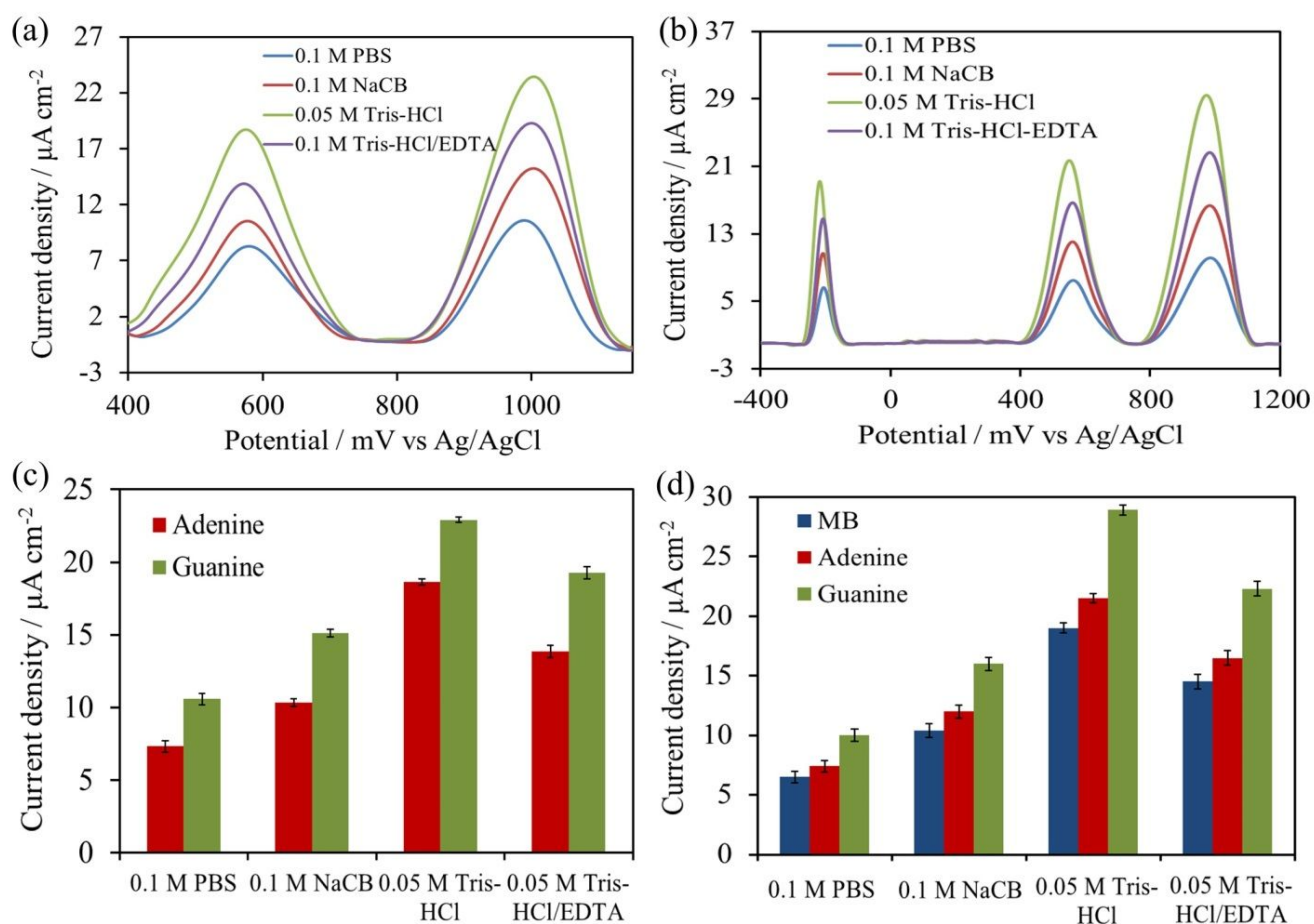 (a)
27
22
17
12
7
2
-3
Current density / µA cm⁻²
0.1 M PBS
0.1 M NaCB
0.05 M Tris-HCl
0.1 M Tris-HCl/EDTA
400
600
800
1000
Potential / mV vs Ag/AgCl
(b)
37
29
21
13
5
-3
Current density / µA cm⁻²
0.1 M PBS
0.1 M NaCB
0.05 M Tris-HCl
0.1 M Tris-HCl-EDTA
-400
0
400
800
1200
Potential / mV vs Ag/AgCl
(c)
25
20
15
10
5
0
Current density / µA cm⁻²
Adenine
Guanine
0.1 M PBS
0.1 M NaCB
0.05 M Tris-
HCl
0.05 M Tris-
HCl/EDTA
(d)
30
25
20
15
10
5
0
Current density / µA cm⁻²
MB
Adenine
Guanine
0.1 M PBS
0.1 M NaCB
0.05 M Tris-
HCl
0.05 M Tris-
HCl/EDTA